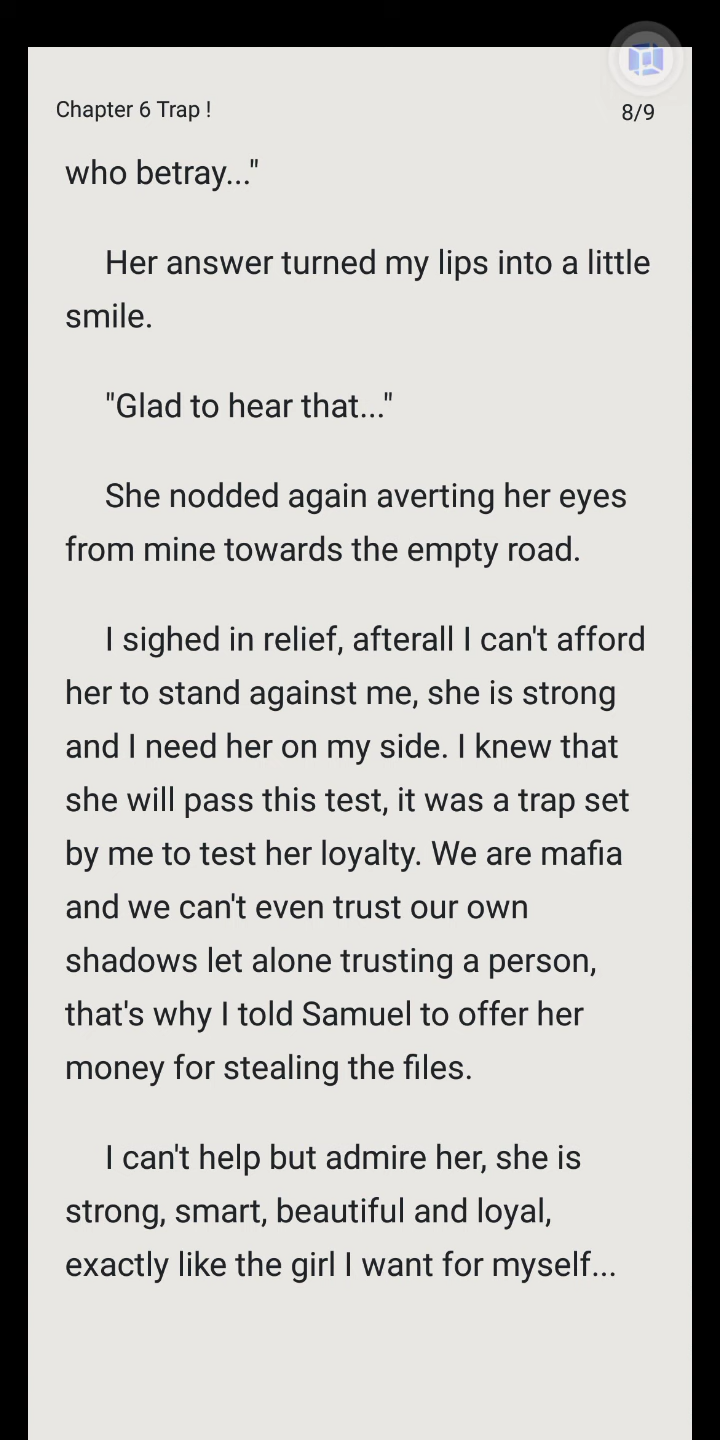 Chapter 6 Trap !
8/9
who betray..."
Her answer turned my lips into a little
smile.
"Glad to hear that..."
She nodded again averting her eyes
from mine towards the empty road.
I sighed in relief, afterall I can't afford
her to stand against me, she is strong
and I need her on my side. I knew that
she will pass this test, it was a trap set
by me to test her loyalty. We are mafia
and we can't even trust our own
shadows let alone trusting a person,
that's why I told Samuel to offer her
money for stealing the files.
I can't help but admire her, she is
strong, smart, beautiful and loyal,
exactly like the girl I want for myself...